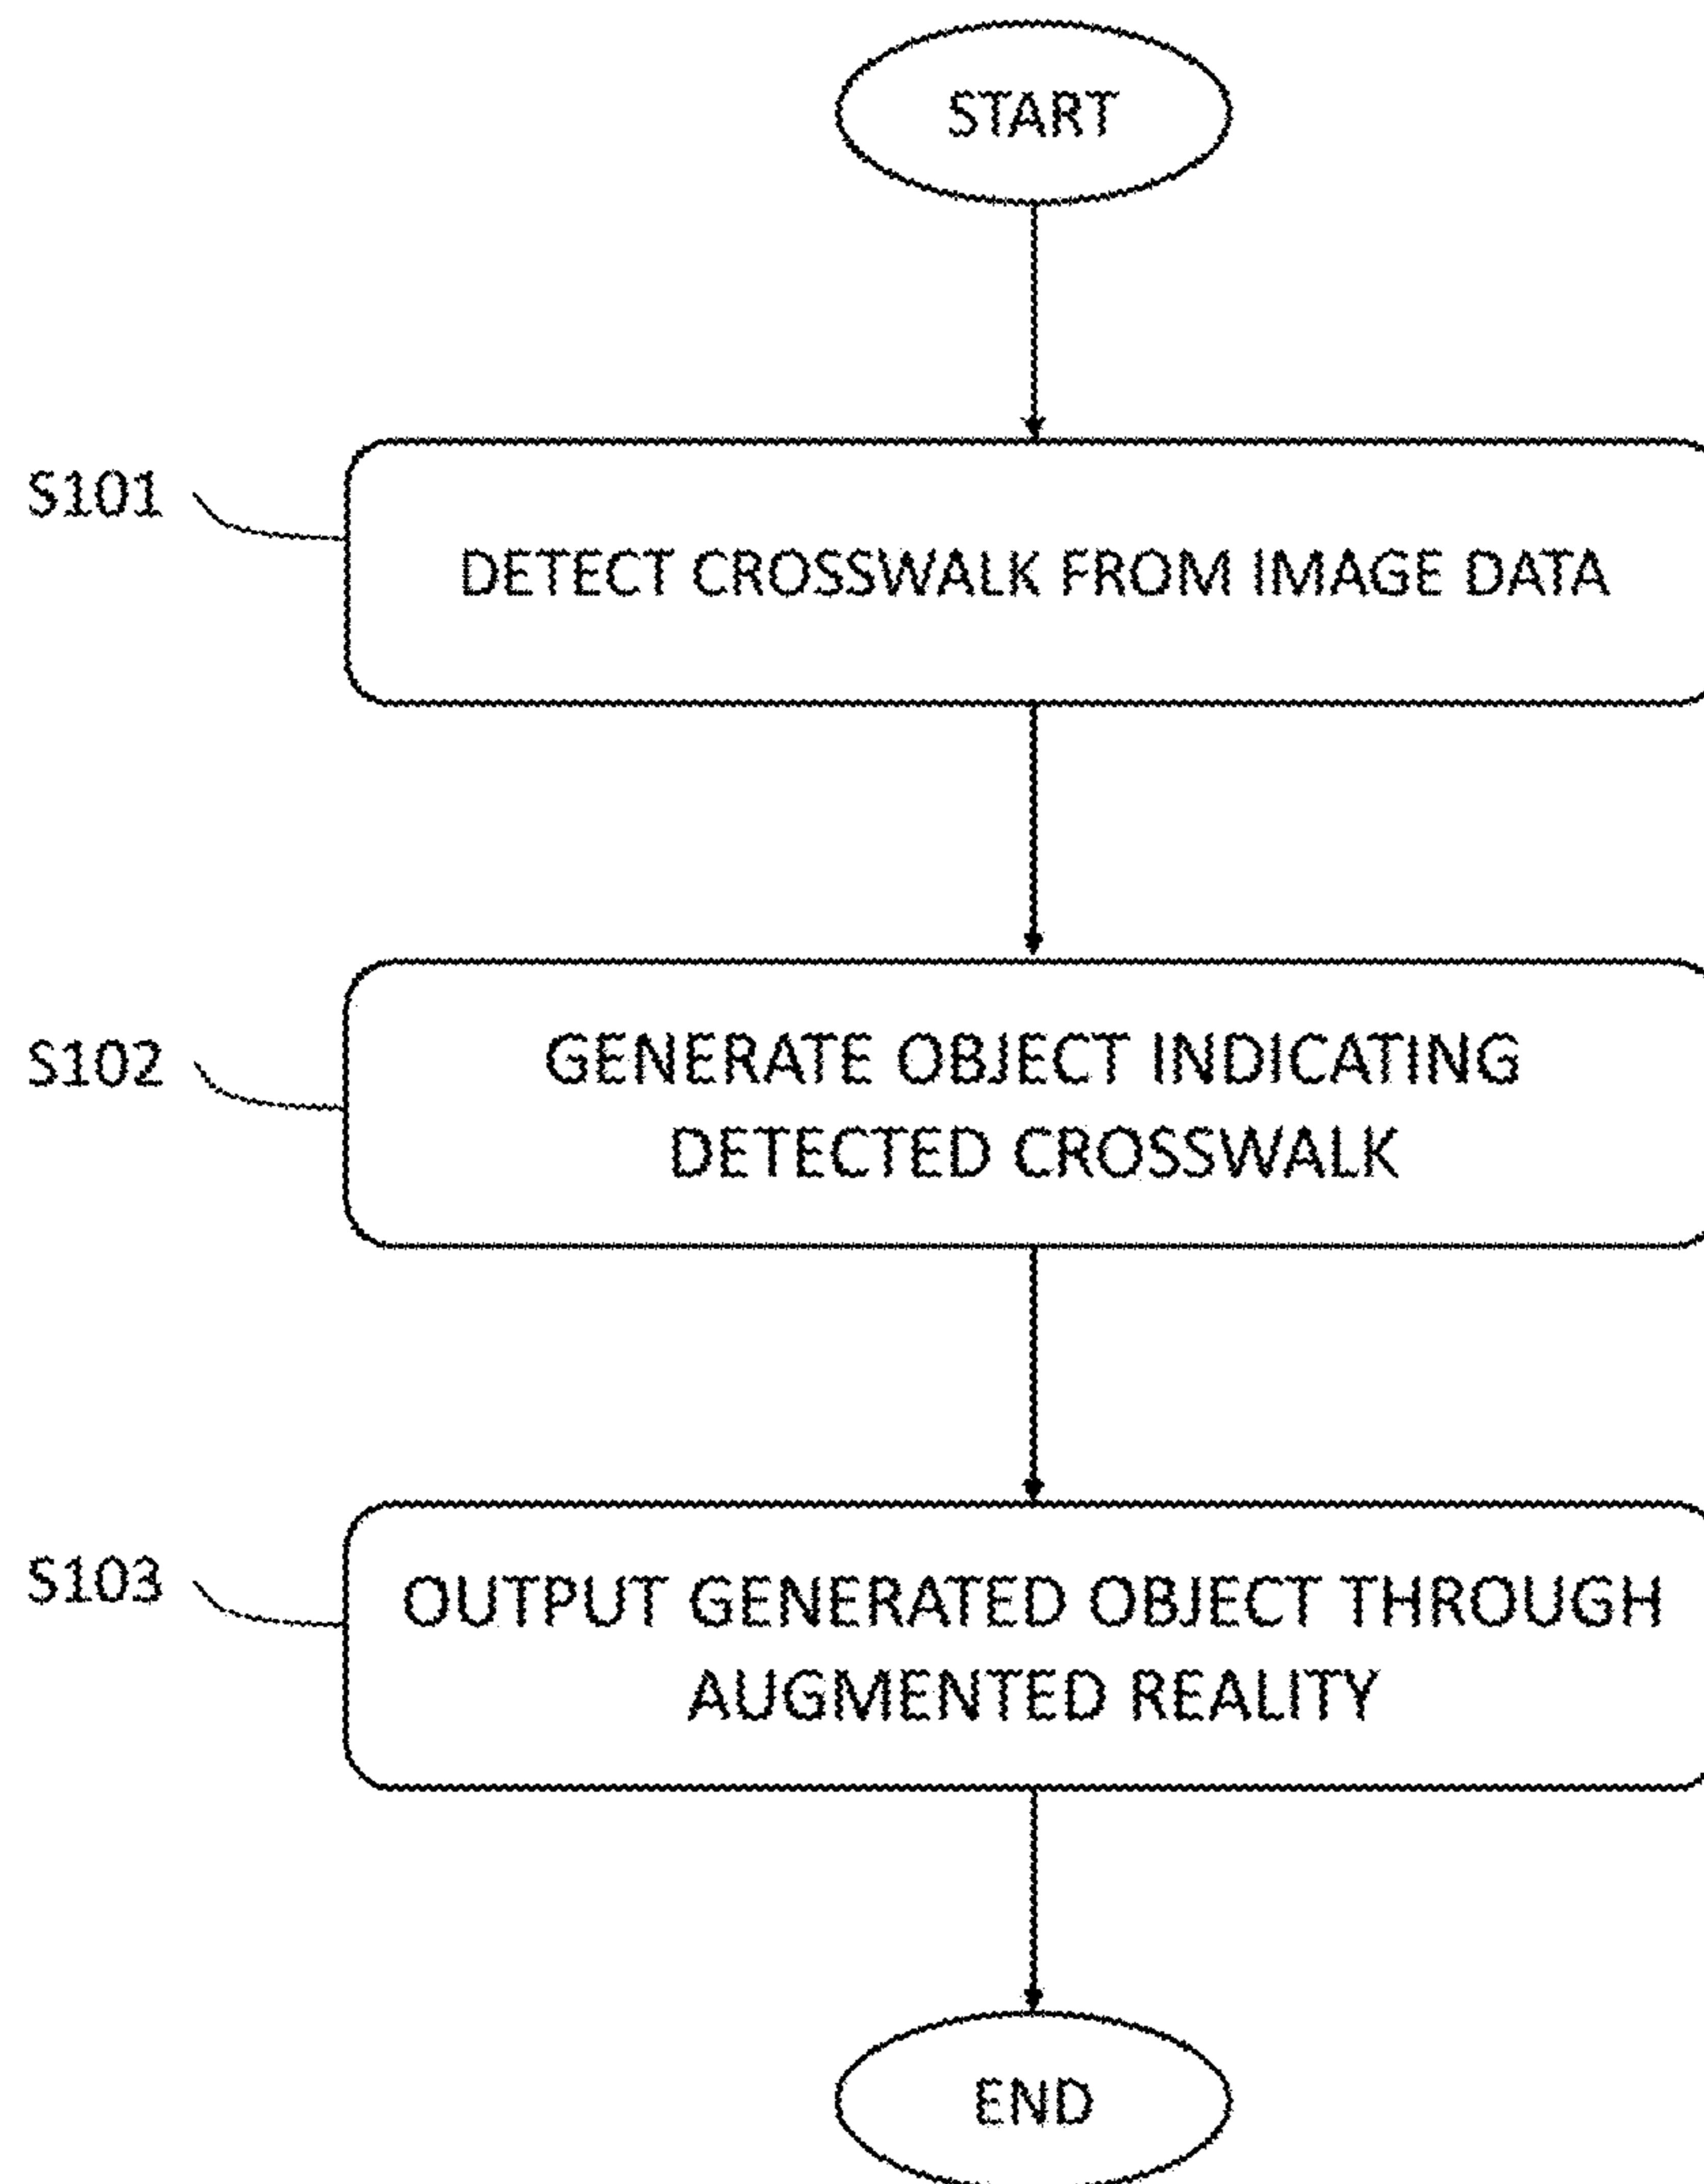 START
S101
DETECT CROSSWALK FROM IMAGE DATA
S102
GENERATE OBJECT INDICATING
DETECTED CROSSWALK
S103
OUTPUT GENERATED OBJECT THROUGH
AUGMENTED REALITY
END